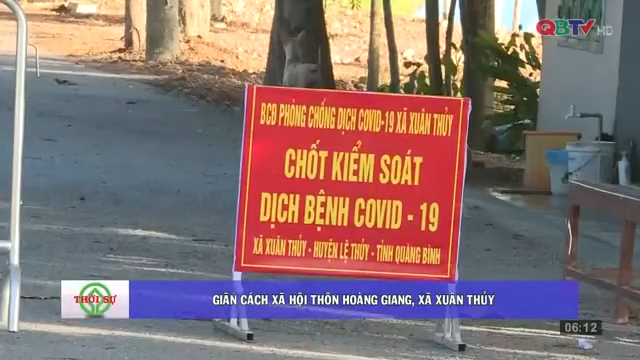 QBTV HD
BCĐ PHÒNG CHỐNG DỊCH COVID-19 XÃ XUÂN THỦY
CHỐT KIỂM SOÁT
DỊCH BỆNH COVID - 19
XÃ XUÂN THỦY - HUYỆN LỆ THỦY - TỈNH QUẢNG BÌNH
THỜI SỰ
GIÃN CÁCH XÃ HỘI THÔN HOÀNG GIANG, XÃ XUÂN THỦY
06:12